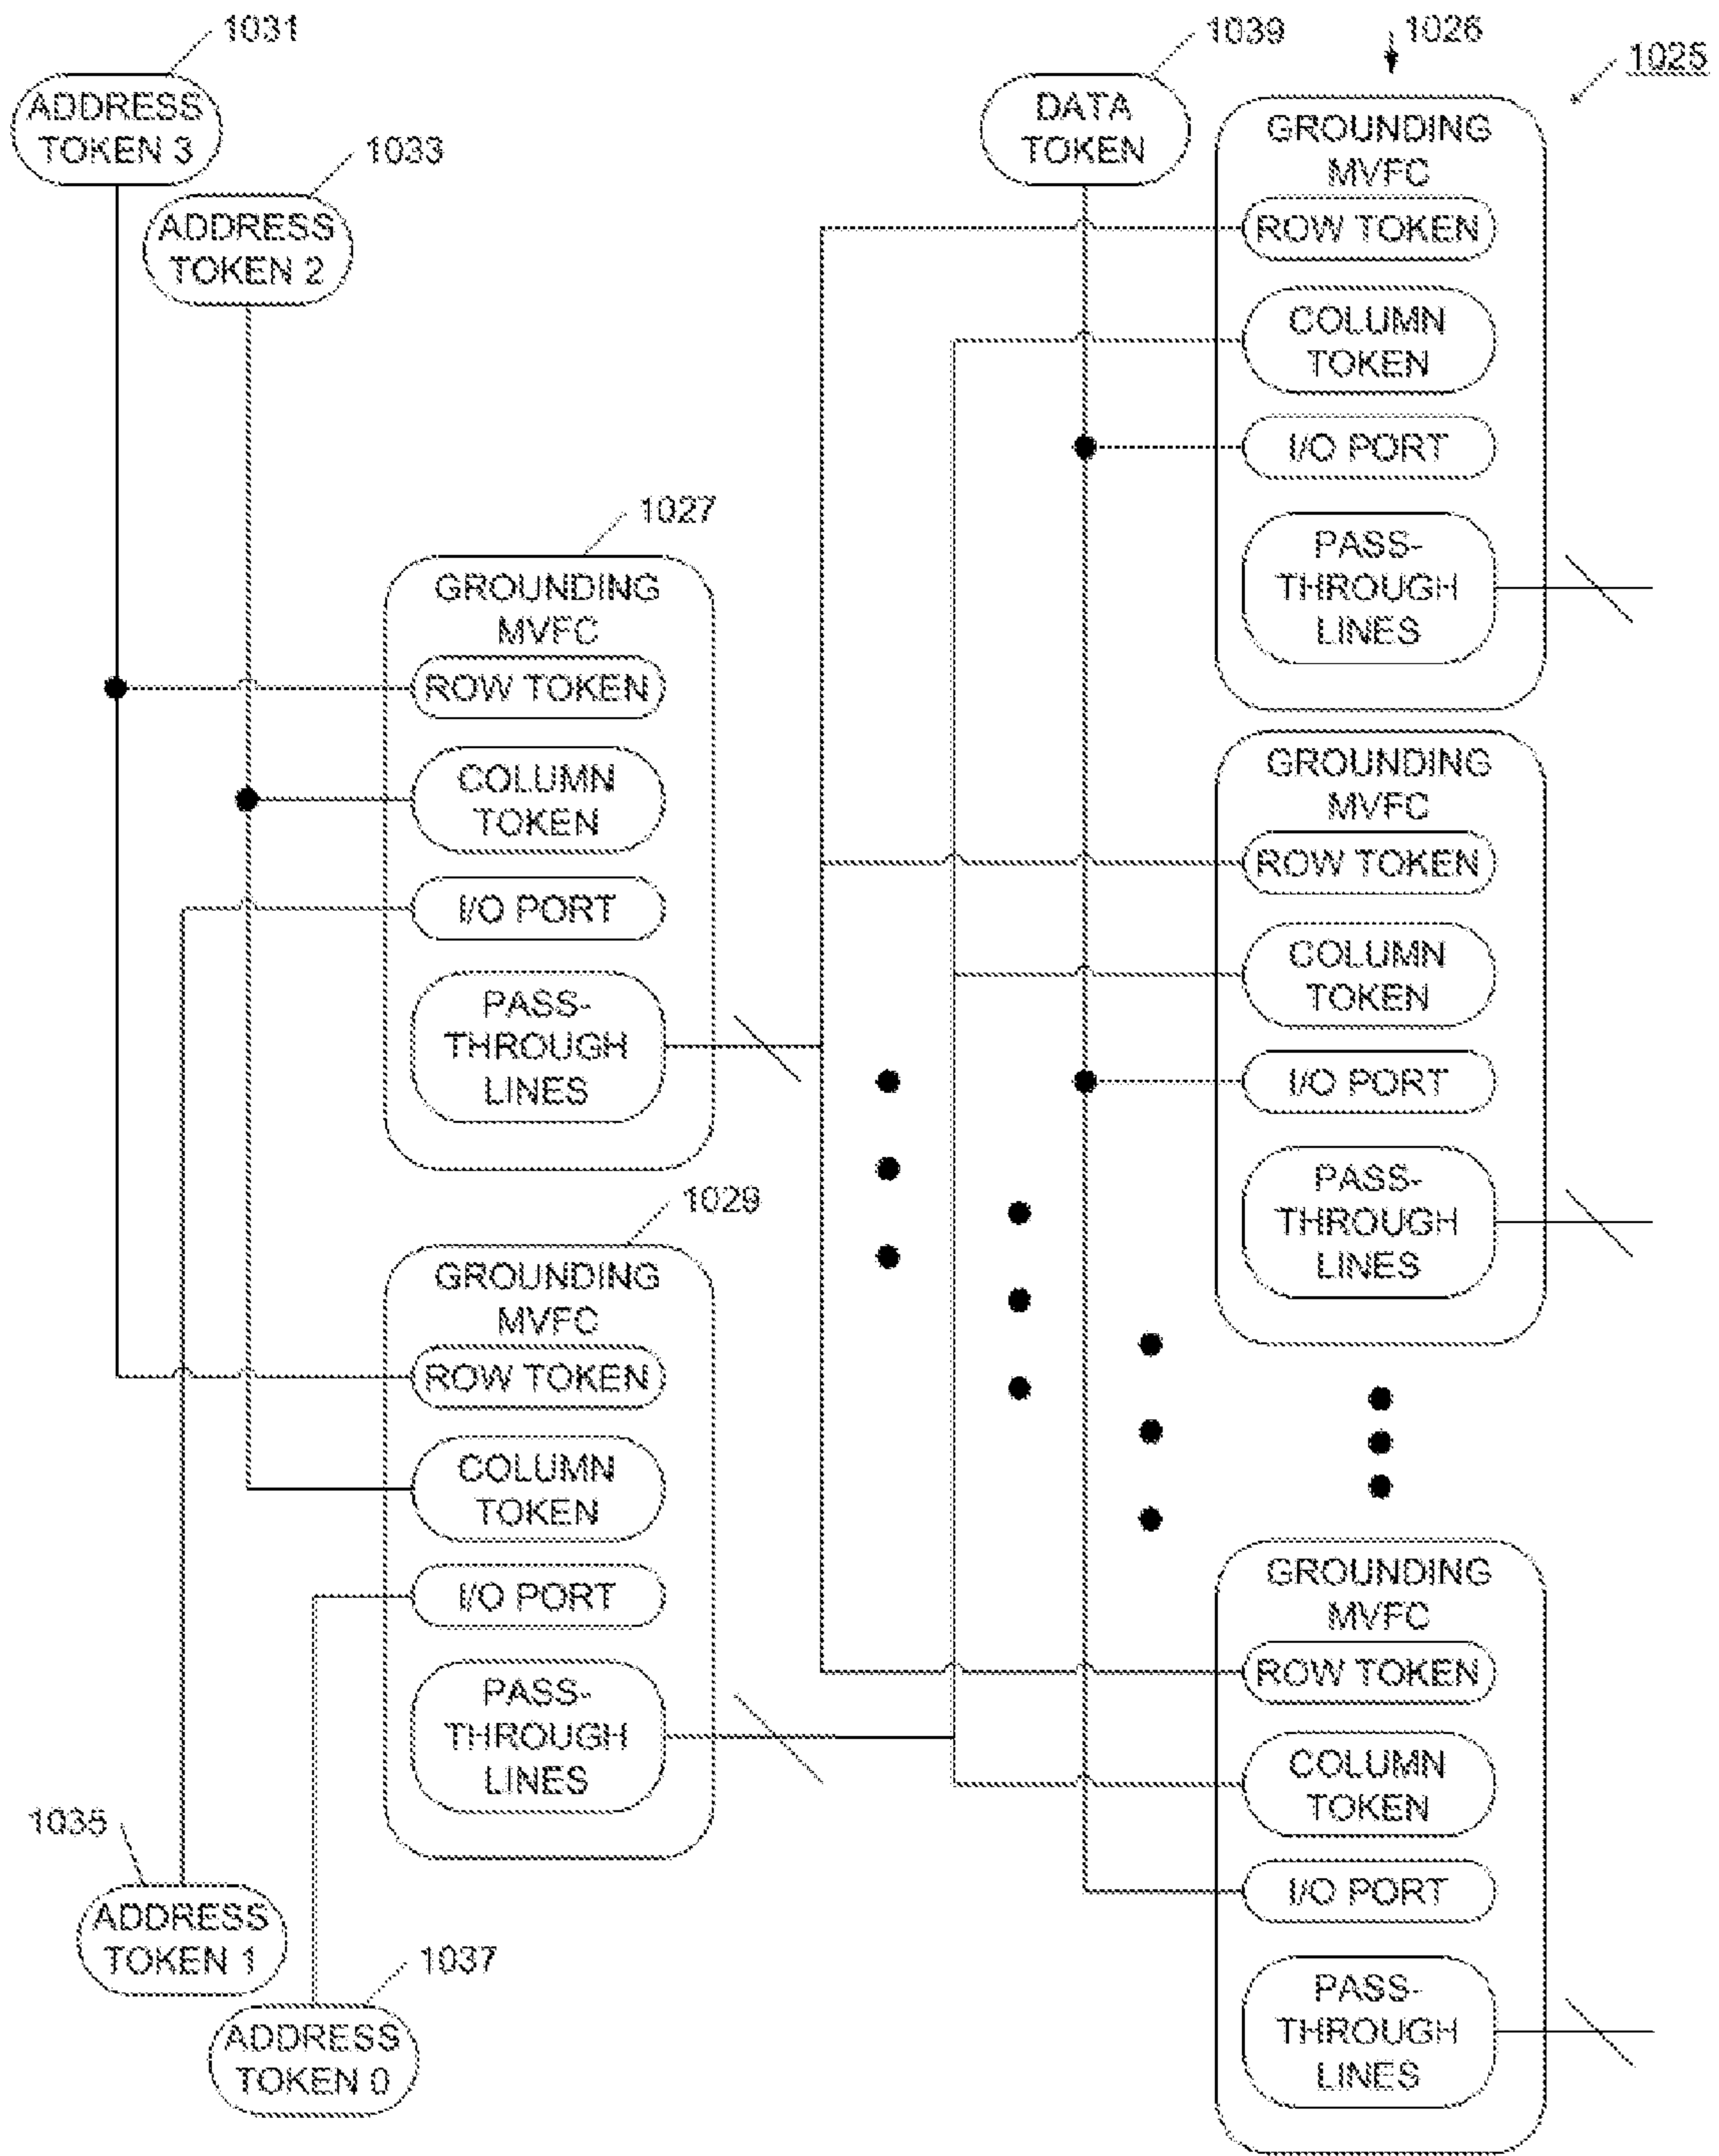 1031
ADDRESS
TOKEN 3
1033
ADDRESS
TOKEN 2
1039
DATA
TOKEN
1026
1025
GROUNDING
MVFC
ROW TOKEN
COLUMN
TOKEN
I/O PORT
PASS-
THROUGH
LINES
1027
GROUNDING
MVFC
ROW TOKEN
COLUMN
TOKEN
I/O PORT
PASS-
THROUGH
LINES
GROUNDING
MVFC
ROW TOKEN
COLUMN
TOKEN
I/O PORT
PASS-
THROUGH
LINES
1029
GROUNDING
MVFC
ROW TOKEN
COLUMN
TOKEN
I/O PORT
PASS-
THROUGH
LINES
GROUNDING
MVFC
ROW TOKEN
COLUMN
TOKEN
I/O PORT
PASS-
THROUGH
LINES
1035
ADDRESS
TOKEN 1
1037
ADDRESS
TOKEN 0